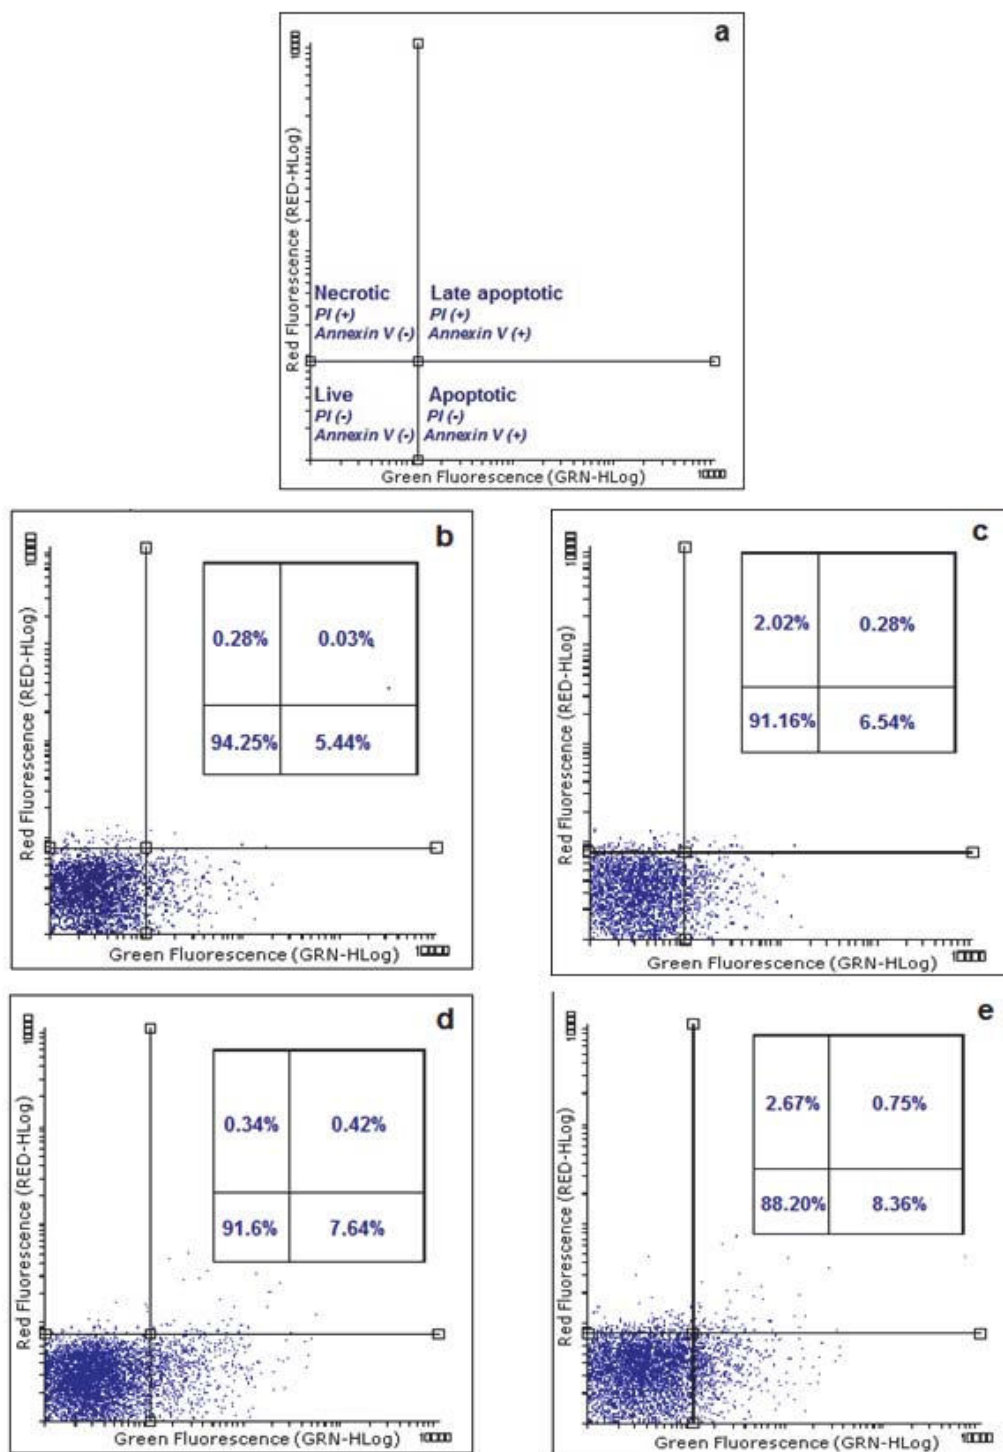 a
Red Fluorescence (RED-HLog)
Necrotic Late apoptotic
PI (+) PI (+)
Annexin V (-) Annexin V (+)
Live Apoptotic
PI (-) PI (-)
Annexin V (-) Annexin V (+)
Green Fluorescence (GRN-HLog)
b
Red Fluorescence (RED-HLog)
0.28% 0.03%
94.25% 5.44%
Green Fluorescence (GRN-HLog)
c
Red Fluorescence (RED-HLog)
2.02% 0.28%
91.16% 6.54%
Green Fluorescence (GRN-HLog)
d
Red Fluorescence (RED-HLog)
0.34% 0.42%
91.6% 7.64%
Green Fluorescence (GRN-HLog)
e
Red Fluorescence (RED-HLog)
2.67% 0.75%
88.20% 8.36%
Green Fluorescence (GRN-HLog)